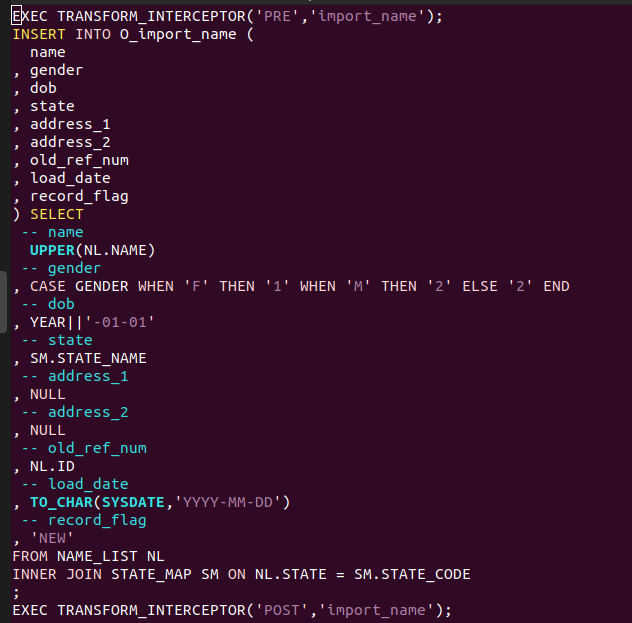 EXEC TRANSFORM_INTERCEPTOR('PRE','import_name');
INSERT INTO O_import_name (
  name
, gender
, dob
, state
, address_1
, address_2
, old_ref_num
, load_date
, record_flag
) SELECT
 -- name
  UPPER(NL.NAME)
 -- gender
, CASE GENDER WHEN 'F' THEN '1' WHEN 'M' THEN '2' ELSE '2' END
 -- dob
, YEAR||'-01-01'
 -- state
, SM.STATE_NAME
 -- address_1
, NULL
 -- address_2
, NULL
 -- old_ref_num
, NL.ID
 -- load_date
, TO_CHAR(SYSDATE,'YYYY-MM-DD')
 -- record_flag
, 'NEW'
FROM NAME_LIST NL
INNER JOIN STATE_MAP SM ON NL.STATE = SM.STATE_CODE
;
EXEC TRANSFORM_INTERCEPTOR('POST','import_name');